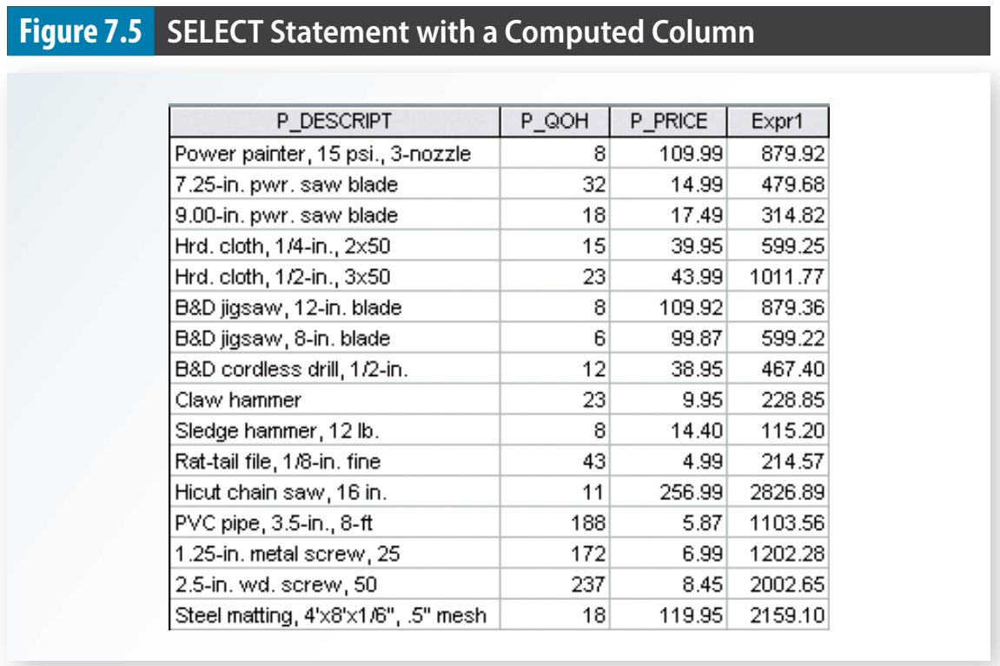 Figure 7.5 SELECT Statement with a Computed Column
P_DESCRIPT P_QOH P_PRICE Expr1
Power painter, 15 psi., 3-nozzle 8 109.99 879.92
7.25-in. pwr. saw blade 32 14.99 479.68
9.00-in. pwr. saw blade 18 17.49 314.82
Hrd. cloth, 1/4-in., 2x50 15 39.95 599.25
Hrd. cloth, 1/2-in., 3x50 23 43.99 1011.77
B&D jigsaw, 12-in. blade 8 109.92 879.36
B&D jigsaw, 8-in. blade 6 99.87 599.22
B&D cordless drill, 1/2-in. 12 38.95 467.40
Claw hammer 23 9.95 228.85
Sledge hammer, 12 lb. 8 14.40 115.20
Rat-tail file, 1/8-in. fine 43 4.99 214.57
Hicut chain saw, 16 in. 11 256.99 2826.89
PVC pipe, 3.5-in., 8-ft 188 5.87 1103.56
1.25-in. metal screw, 25 172 6.99 1202.28
2.5-in. wd. screw, 50 237 8.45 2002.65
Steel matting, 4'x8'x1/6", .5" mesh 18 119.95 2159.10